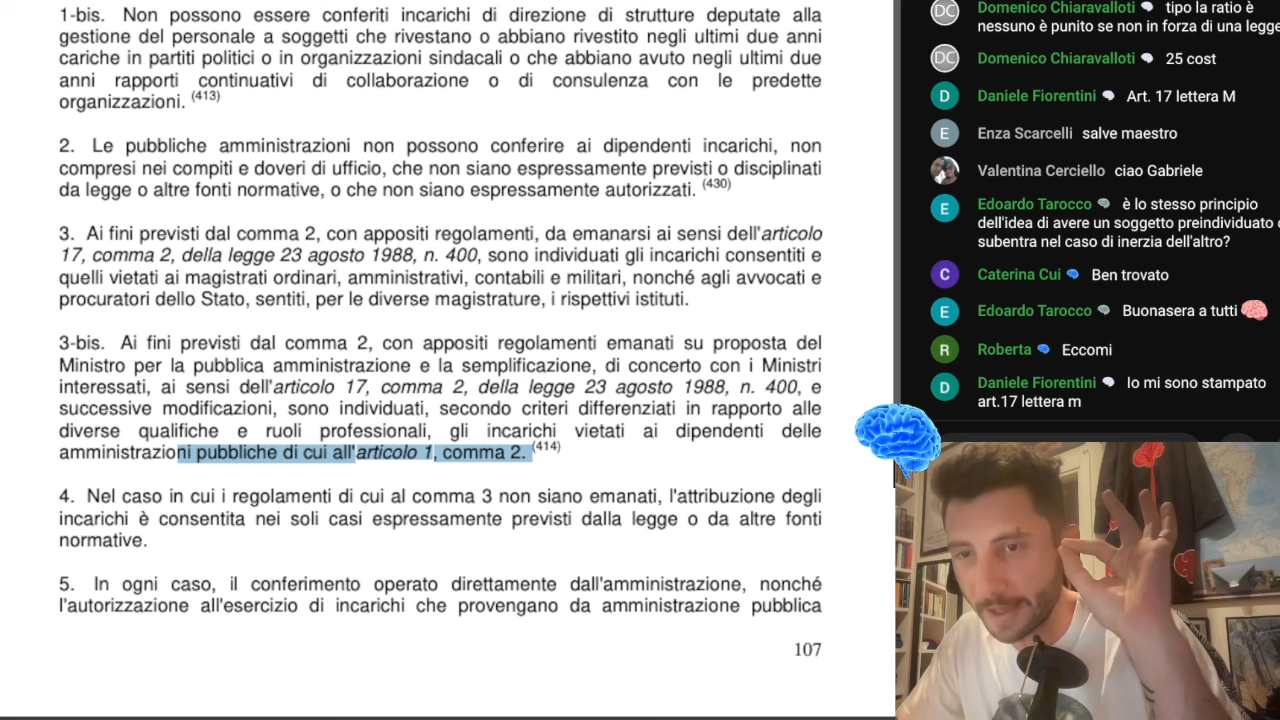 1-bis. Non possono essere conferiti incarichi di direzione di strutture deputate alla
gestione del personale a soggetti che rivestano o abbiano rivestito negli ultimi due anni
cariche in partiti politici o in organizzazioni sindacali o che abbiano avuto negli ultimi due
anni rapporti continuativi di collaborazione o di consulenza con le predette
organizzazioni. (413)
2. Le pubbliche amministrazioni non possono conferire ai dipendenti incarichi, non
compresi nei compiti e doveri di ufficio, che non siano espressamente previsti o disciplinati
da legge o altre fonti normative, o che non siano espressamente autorizzati. (430)
3. Ai fini previsti dal comma 2, con appositi regolamenti, da emanarsi ai sensi dell'articolo
17, comma 2, della legge 23 agosto 1988, n. 400, sono individuati gli incarichi consentiti e
quelli vietati ai magistrati ordinari, amministrativi, contabili e militari, nonché agli avvocati e
procuratori dello Stato, sentiti, per le diverse magistrature, i rispettivi istituti.
3-bis. Ai fini previsti dal comma 2, con appositi regolamenti emanati su proposta del
Ministro per la pubblica amministrazione e la semplificazione, di concerto con i Ministri
interessati, ai sensi dell'articolo 17, comma 2, della legge 23 agosto 1988, n. 400, e
successive modificazioni, sono individuati, secondo criteri differenziati in rapporto alle
diverse qualifiche e ruoli professionali, gli incarichi vietati ai dipendenti delle
amministrazioni pubbliche di cui all'articolo 1, comma 2. (414)
4. Nel caso in cui i regolamenti di cui al comma 3 non siano emanati, l'attribuzione degli
incarichi è consentita nei soli casi espressamente previsti dalla legge o da altre fonti
normative.
5. In ogni caso, il conferimento operato direttamente dall'amministrazione, nonché
l'autorizzazione all'esercizio di incarichi che provengano da amministrazione pubblica
107
DC Domenico Chiaravalloti tipo la ratio è
nessuno è punito se non in forza di una legge
DC Domenico Chiaravalloti 25 cost
D Daniele Fiorentini Art. 17 lettera M
E Enza Scarcelli salve maestro
Valentina Cerciello ciao Gabriele
E Edoardo Tarocco è lo stesso principio
dell'idea di avere un soggetto preindividuato
subentra nel caso di inerzia dell'altro?
C Caterina Cui Ben trovato
E Edoardo Tarocco Buonasera a tutti
R Roberta Eccomi
D Daniele Fiorentini Io mi sono stampato
art.17 lettera m